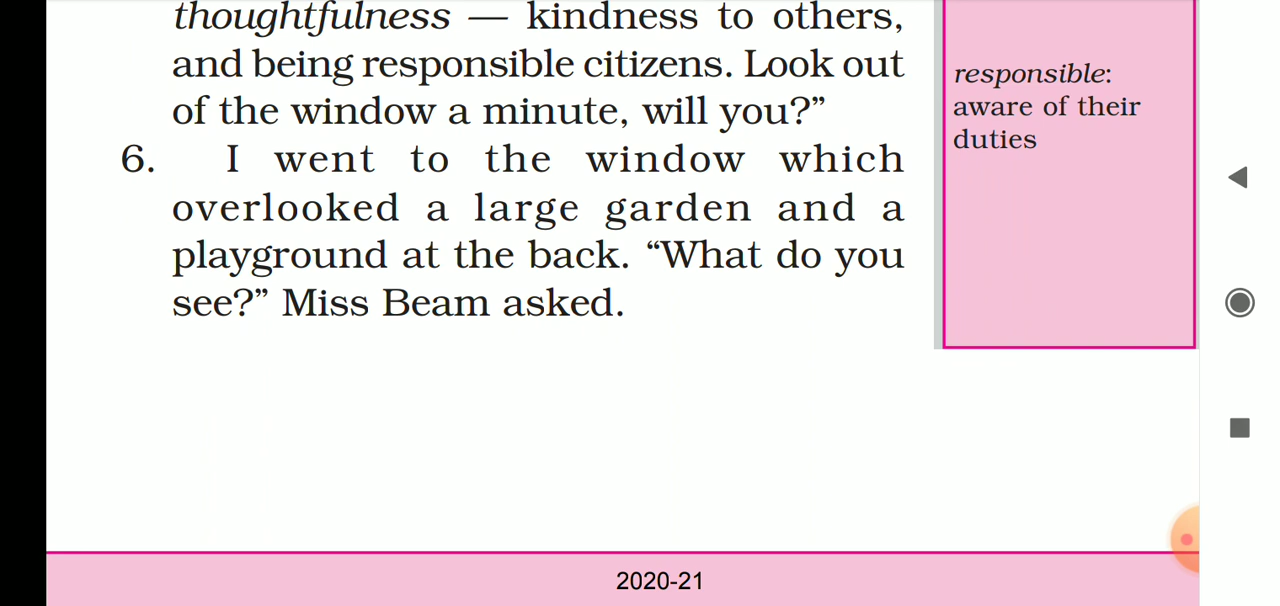 thoughtfulness — kindness to others,
and being responsible citizens. Look out
of the window a minute, will you?”
6. I went to the window which
overlooked a large garden and a
playground at the back. “What do you
see?” Miss Beam asked.
responsible:
aware of their
duties
2020-21